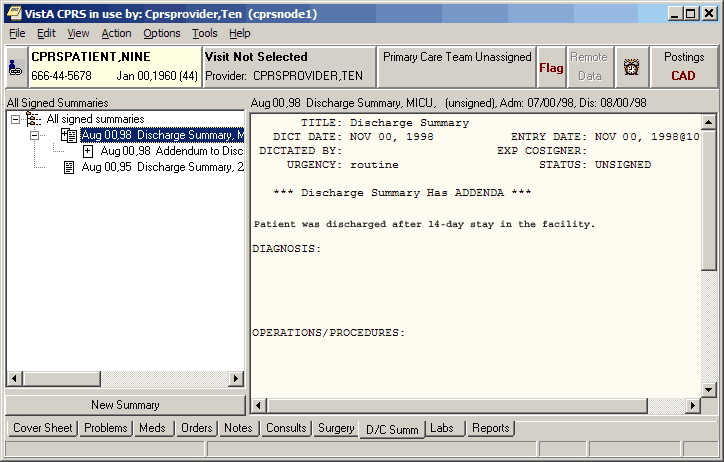 VistA CPRS in use by: Cprsprovider,Ten (cprsnode1)
File Edit View Action Options Tools Help
CPRSPATIENT,NINE
666-44-5678 Jan 00,1960 (44)
Visit Not Selected
Provider: CPRSPROVIDER,TEN
Primary Care Team Unassigned
Flag
Remote
Data
Postings
CAD
All Signed Summaries
All signed summaries
Aug 00,98 Discharge Summary, M
Aug 00,98 Addendum to Disc
Aug 00,95 Discharge Summary, 2
New Summary
Aug 00,98 Discharge Summary, MICU, (unsigned), Adm: 07/00/98, Dis: 08/00/98
TITLE: Discharge Summary
DICT DATE: NOV 00, 1998 ENTRY DATE: NOV 00, 1998@10
DICTATED BY: EXP COSIGNER:
URGENCY: routine STATUS: UNSIGNED
*** Discharge Summary Has ADDENDA ***
Patient was discharged after 14-day stay in the facility.
DIAGNOSIS:
OPERATIONS/PROCEDURES:
Cover Sheet Problems Meds Orders Notes Consults Surgery D/C Summ Labs Reports